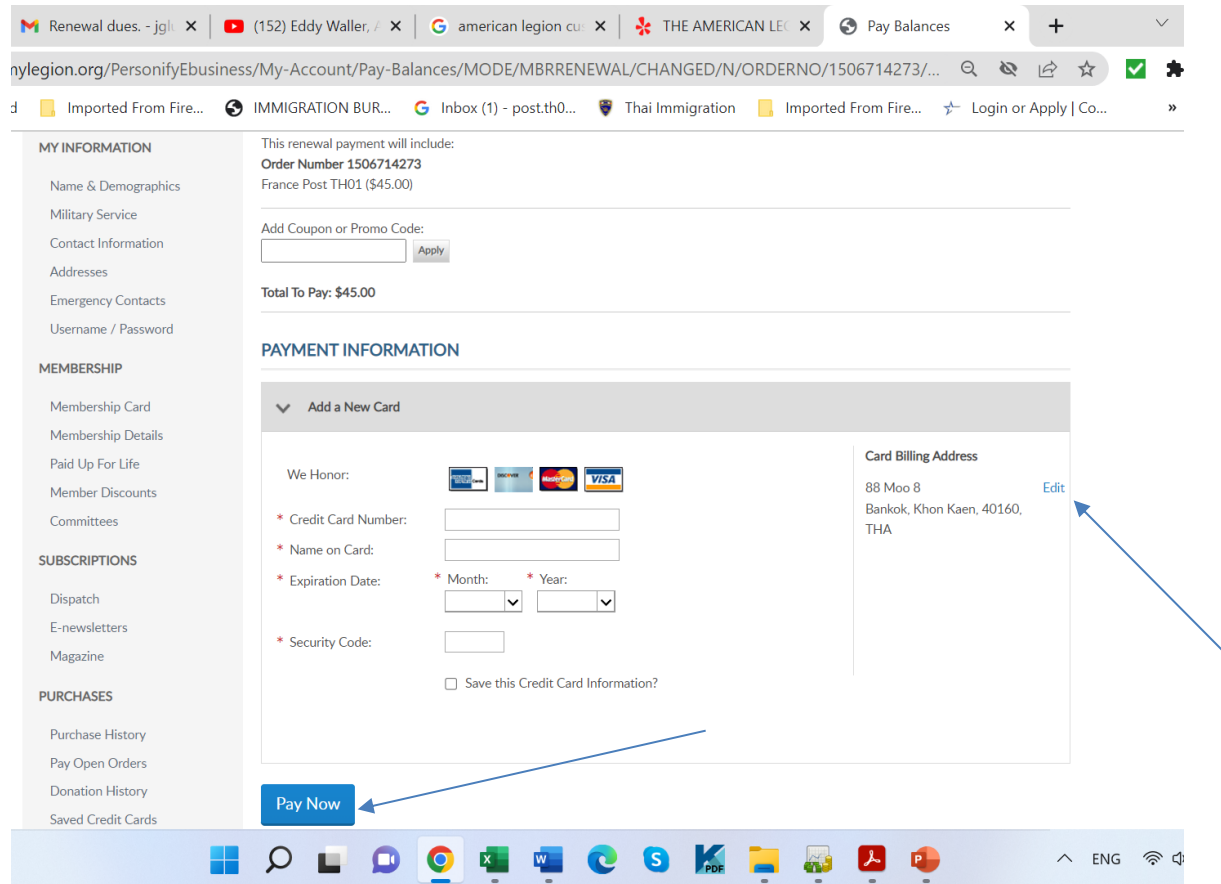 Renewal dues. - jgl
(152) Eddy Waller, A
american legion cu
THE AMERICAN LEG
Pay Balances
mylegion.org/PersonifyEbusiness/My-Account/Pay-Balances/MODE/MBRRENEWAL/CHANGED/N/ORDERNO/1506714273/...
d
Imported From Fire...
IMMIGRATION BUR...
Inbox (1) - post.th0...
Thai Immigration
Imported From Fire...
Login or Apply | Co...
»
MY INFORMATION
Name & Demographics
Military Service
Contact Information
Addresses
Emergency Contacts
Username / Password
MEMBERSHIP
Membership Card
Membership Details
Paid Up For Life
Member Discounts
Committees
SUBSCRIPTIONS
Dispatch
E-newsletters
Magazine
PURCHASES
Purchase History
Pay Open Orders
Donation History
Saved Credit Cards
This renewal payment will include:
Order Number 1506714273
France Post TH01 ($45.00)
Add Coupon or Promo Code:
Apply
Total To Pay: $45.00
PAYMENT INFORMATION
Add a New Card
We Honor:
DISCOVER
MasterCard
VISA
* Credit Card Number:
* Name on Card:
* Expiration Date:
* Month:
* Year:
* Security Code:
Save this Credit Card Information?
Card Billing Address
88 Moo 8
Edit
Bankok, Khon Kaen, 40160,
THA
Pay Now
PDF
ENG